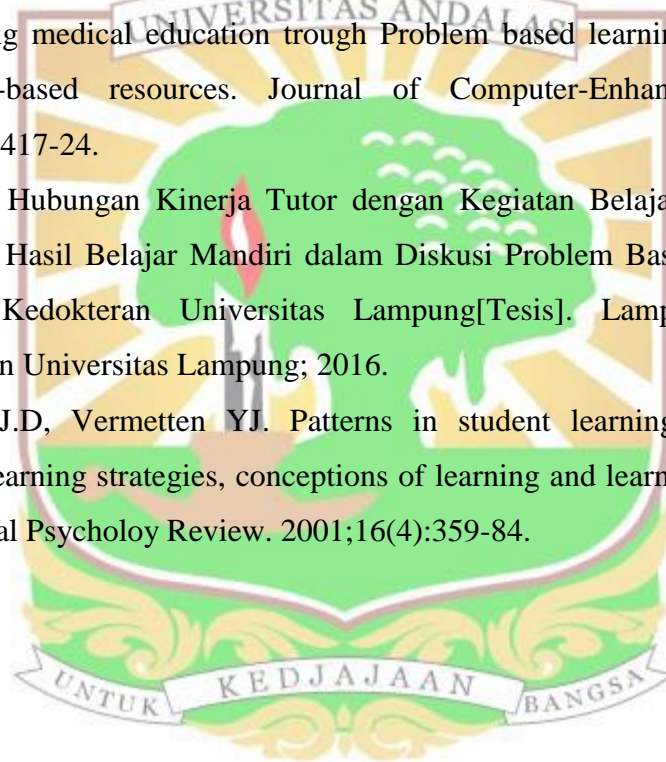 UNIVERSITAS ANDALAS
ng medical education trough Problem based learnin
-based resources. Journal of Computer-Enhan
417-24.
Hubungan Kinerja Tutor dengan Kegiatan Belaja
Hasil Belajar Mandiri dalam Diskusi Problem Bas
Kedokteran Universitas Lampung[Tesis]. Lamp
n Universitas Lampung; 2016.
J.D, Vermetten YJ. Patterns in student learning
earning strategies, conceptions of learning and learn
al Psycholoy Review. 2001;16(4):359-84.
UNTUK KEDJAJAAN BANGSA